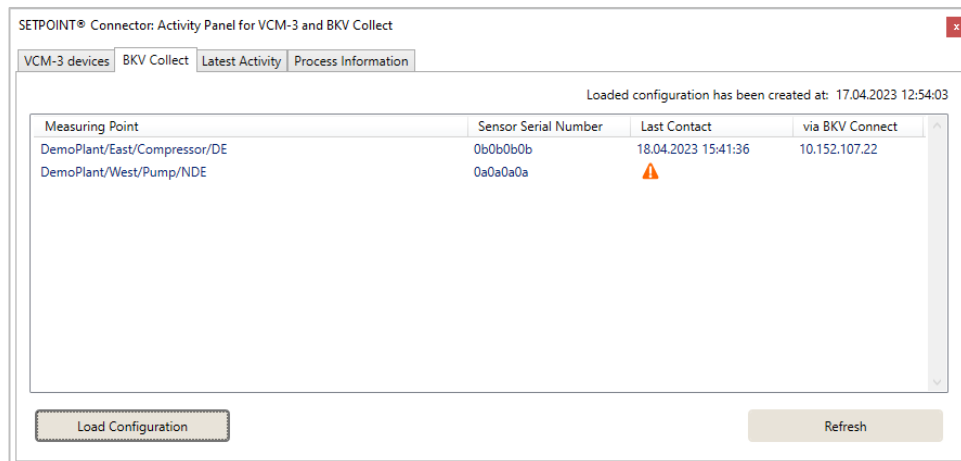 SETPOINT® Connector: Activity Panel for VCM-3 and BKV Collect
x
VCM-3 devices BKV Collect Latest Activity Process Information
Loaded configuration has been created at: 17.04.2023 12:54:03
Measuring Point Sensor Serial Number Last Contact via BKV Connect
DemoPlant/East/Compressor/DE 0b0b0b0b 18.04.2023 15:41:36 10.152.107.22
DemoPlant/West/Pump/NDE 0a0a0a0a
Load Configuration Refresh